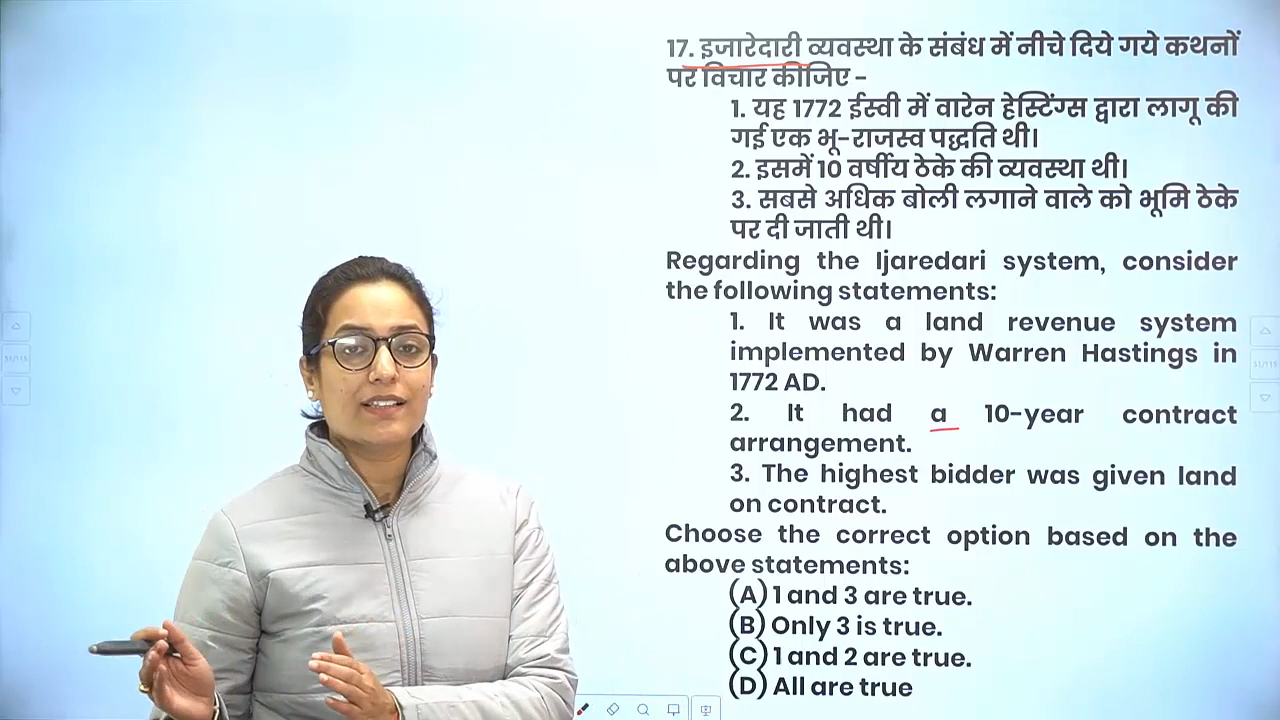 17. इजारेदारी व्यवस्था के संबंध में नीचे दिये गये कथनों
पर विचार कीजिए -
1. यह 1772 ईस्वी में वारेन हेस्टिंग्स द्वारा लागू की
गई एक भू-राजस्व पद्धति थी।
2. इसमें 10 वर्षीय ठेके की व्यवस्था थी।
3. सबसे अधिक बोली लगाने वाले को भूमि ठेके
पर दी जाती थी।
Regarding the Ijaredari system, consider
the following statements:
1. It was a land revenue system
implemented by Warren Hastings in
1772 AD.
2. It had a 10-year contract
arrangement.
3. The highest bidder was given land
on contract.
Choose the correct option based on the
above statements:
(A) 1 and 3 are true.
(B) Only 3 is true.
(C) 1 and 2 are true.
(D) All are true